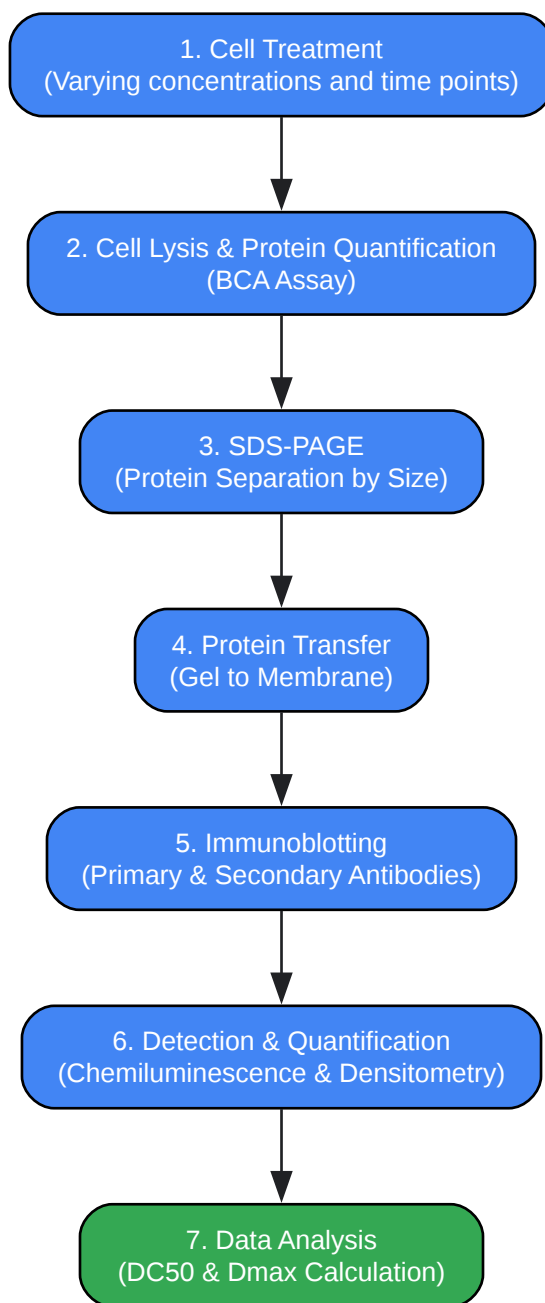 1. Cell Treatment
(Varying concentrations and time points)
2. Cell Lysis & Protein Quantification
(BCA Assay)
3. SDS-PAGE
(Protein Separation by Size)
4. Protein Transfer
(Gel to Membrane)
5. Immunoblotting
(Primary & Secondary Antibodies)
6. Detection & Quantification
(Chemiluminescence & Densitometry)
7. Data Analysis
(DC50 & Dmax Calculation)